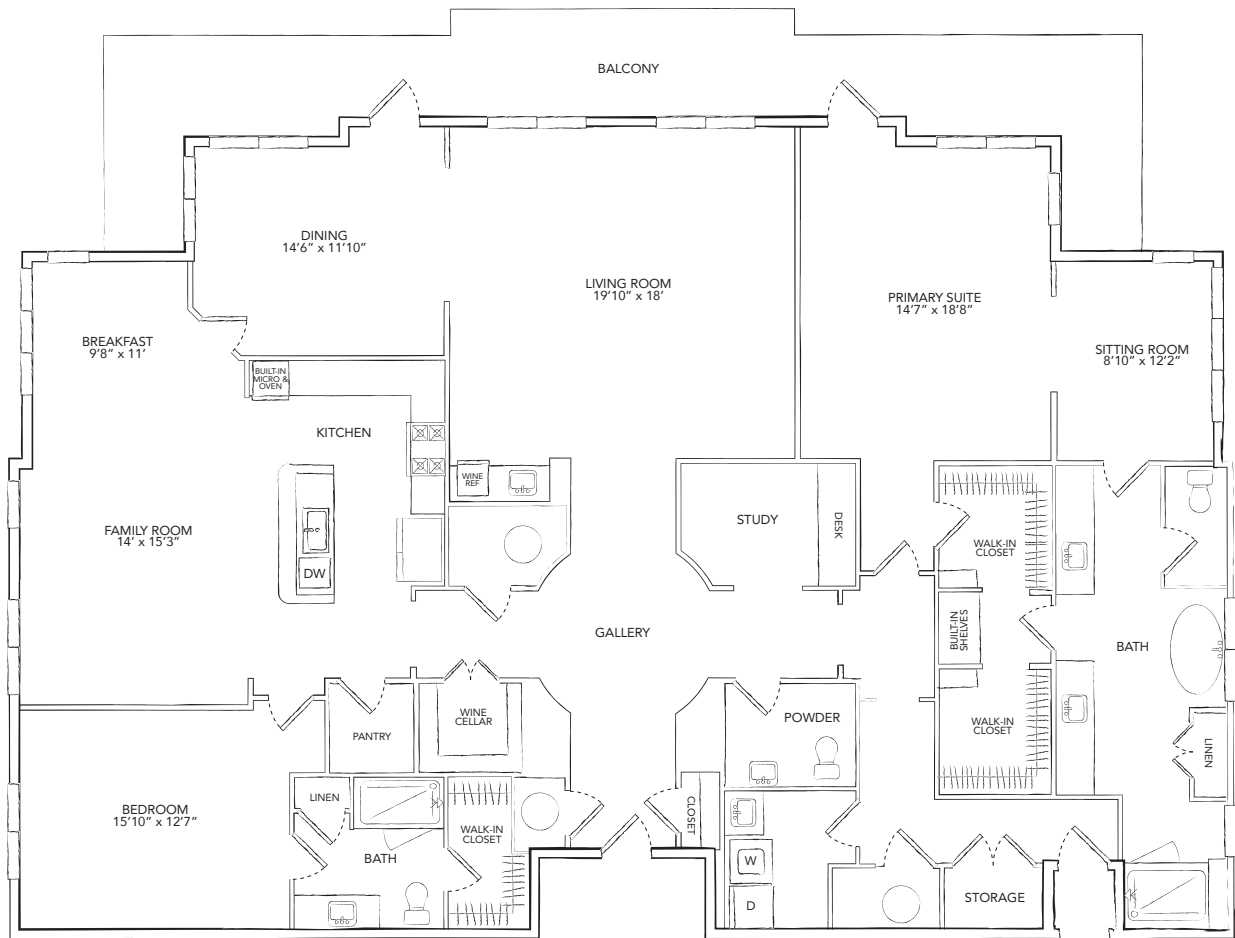 BALCONY
DINING
14'6" x 11'10"
LIVING ROOM
19'10" x 18'
PRIMARY SUITE
14'7" x 18'8"
BREAKFAST
9'8" x 11'
SITTING ROOM
8'10" x 12'2"
BUILT-IN
MICRO &
OVEN
KITCHEN
WINE
REF
FAMILY ROOM
14' x 15'3"
DW
STUDY
DESK
WALK-IN
CLOSET
GALLERY
BUILT-IN
SHELVES
BATH
WINE
CELLAR
PANTRY
POWDER
WALK-IN
CLOSET
LINEN
BEDROOM
15'10" x 12'7"
LINEN
BATH
WALK-IN
CLOSET
CLOSET
W
D
STORAGE